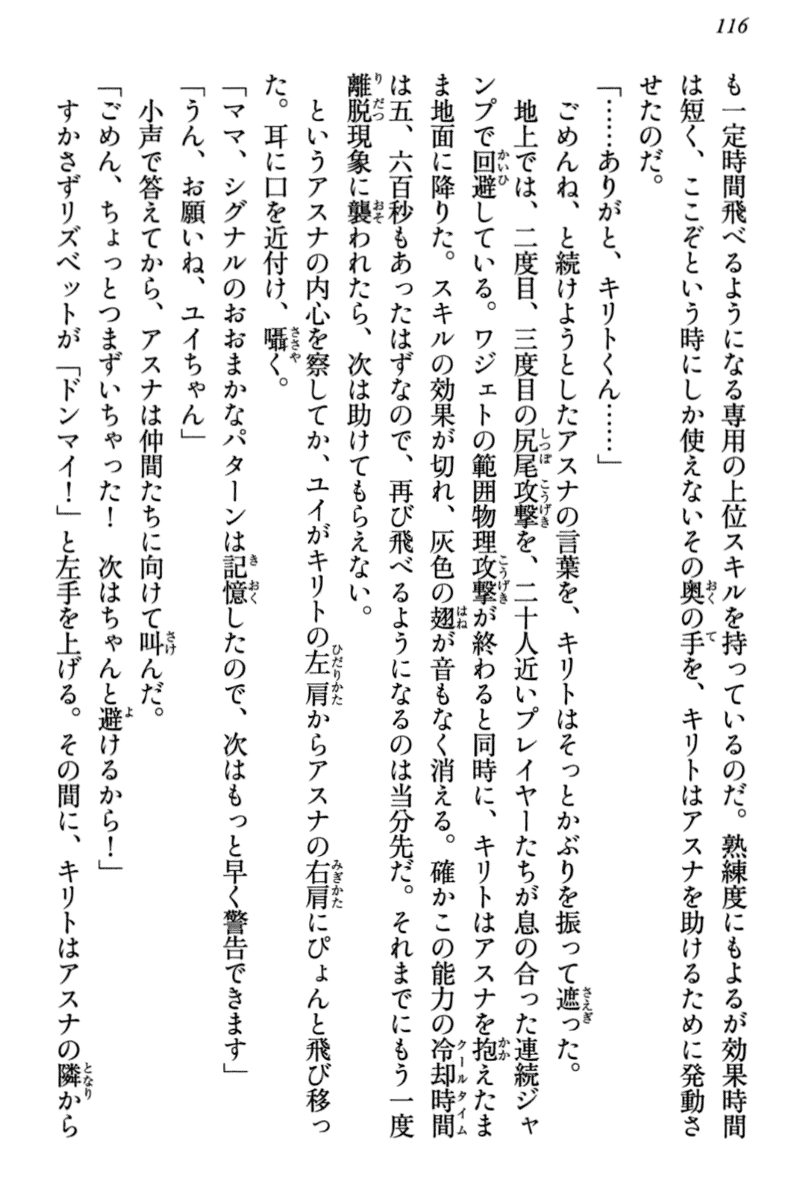 116
も一定時間飛べるようになる専用の上位スキルを持っているのだ。熟練度にもよるが効果時間
は短く、ここぞという時にしか使えないその奥の手を、キリトはアスナを助けるために発動さ
せたのだ。
「……ありがと、キリトくん……」
ごめんね、と続けようとしたアスナの言葉を、キリトはそっとかぶりを振って遮った。
地上では、二度目、三度目の尻尾攻撃を、二十人近いプレイヤーたちが息の合った連続ジャ
ンプで回避している。ワジェトの範囲物理攻撃が終わると同時に、キリトはアスナを抱えたま
ま地面に降りた。スキルの効果が切れ、灰色の翅が音もなく消える。確かこの能力の冷却時間
は五、六百秒もあったはずなので、再び飛べるようになるのは当分先だ。それまでにもう一度
離脱現象に襲われたら、次は助けてもらえない。
というアスナの内心を察してか、ユイがキリトの左肩からアスナの右肩にぴょんと飛び移っ
た。耳に口を近付け、囁く。
「ママ、シグナルのおおまかなパターンは記憶したので、次はもっと早く警告できます」
「うん、お願いね、ユイちゃん」
小声で答えてから、アスナは仲間たちに向けて叫んだ。
「ごめん、ちょっとつまずいちゃった！　次はちゃんと避けるから！」
すかさずリズベットが「ドンマイ！」と左手を上げる。その間に、キリトはアスナの隣から